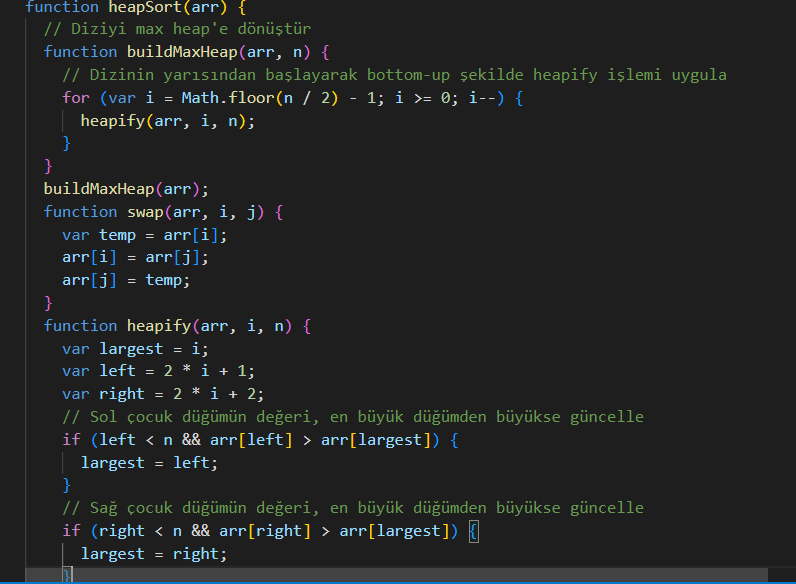 function heapSort(arr) {
// Diziyi max heap'e dönüştür
function buildMaxHeap(arr, n) {
// Dizinin yarısından başlayarak bottom-up şekilde heapify işlemi uygula
for (var i = Math.floor(n / 2) - 1; i >= 0; i--) {
heapify(arr, i, n);
}
}
buildMaxHeap(arr);
function swap(arr, i, j) {
var temp = arr[i];
arr[i] = arr[j];
arr[j] = temp;
}
function heapify(arr, i, n) {
var largest = i;
var left = 2 * i + 1;
var right = 2 * i + 2;
// Sol çocuk düğümün değeri, en büyük düğümden büyükse güncelle
if (left < n && arr[left] > arr[largest]) {
largest = left;
}
// Sağ çocuk düğümün değeri, en büyük düğümden büyükse güncelle
if (right < n && arr[right] > arr[largest]) {
largest = right;
}